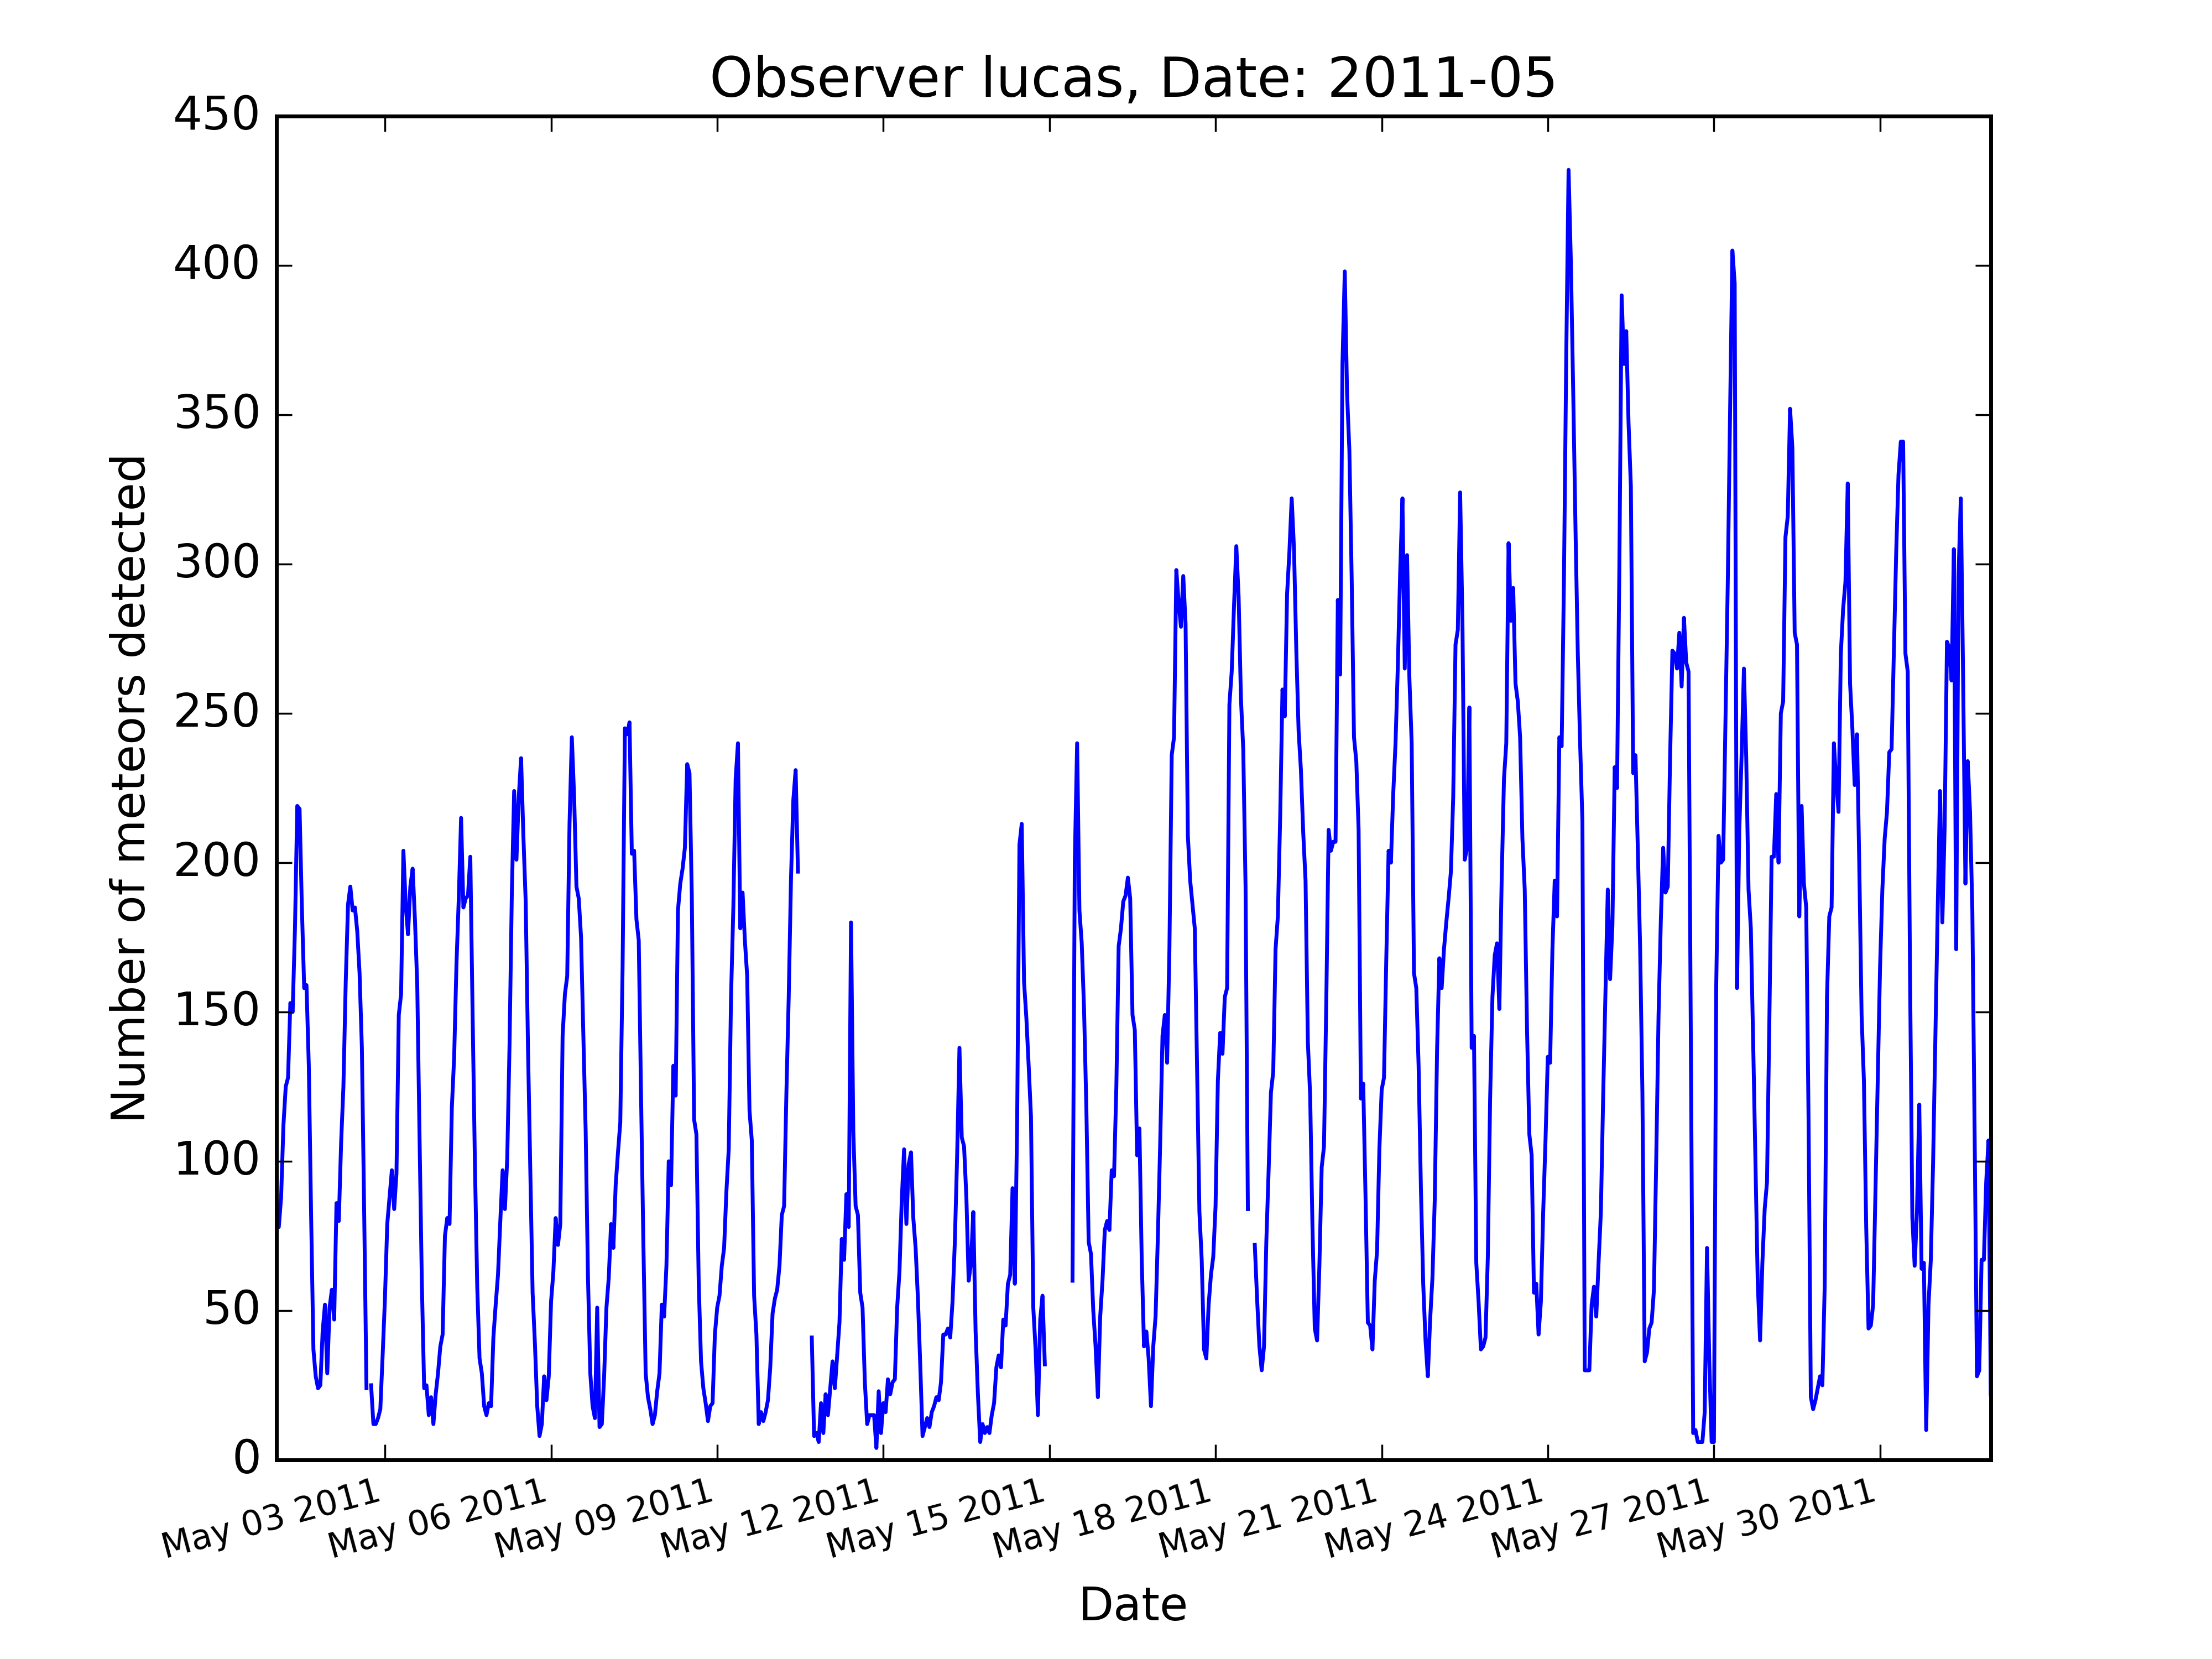 Observer lucas, Date: 2011-05
Number of meteors detected
450
400
350
300
250
200
150
100
50
0
May 03 2011
May 06 2011
May 09 2011
May 12 2011
May 15 2011
May 18 2011
May 21 2011
May 24 2011
May 27 2011
May 30 2011
Date